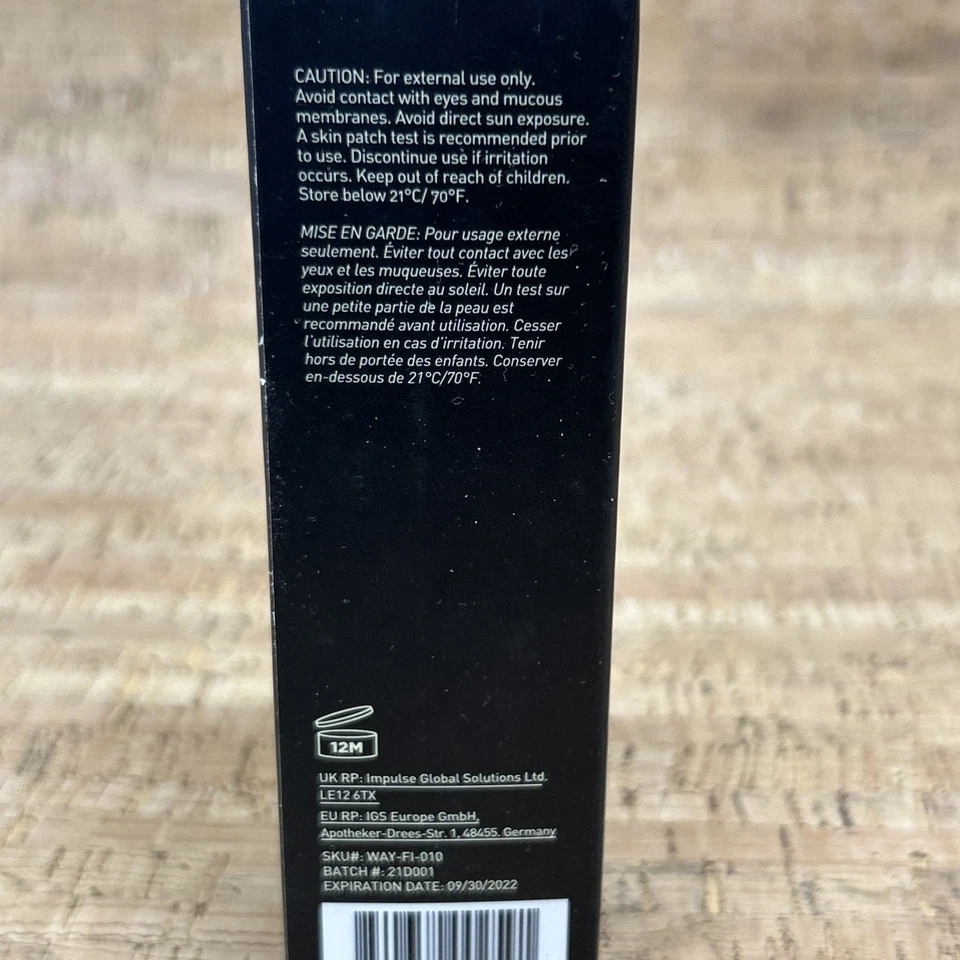 CAUTION: For external use only.
Avoid contact with eyes and mucous
membranes. Avoid direct sun exposure.
A skin patch test is recommended prior
to use. Discontinue use if irritation
occurs. Keep out of reach of children.
Store below 21°C/ 70°F.
MISE EN GARDE: Pour usage externe
seulement. Éviter tout contact avec les
yeux et les muqueuses. Éviter toute
exposition directe au soleil. Un test sur
une petite partie de la peau est
recommandé avant utilisation. Cesser
l'utilisation en cas d'irritation. Tenir
hors de portée des enfants. Conserver
en-dessous de 21°C/70°F.
12M
UK RP: Impulse Global Solutions Ltd.
LE12 6TX
EU RP: IGS Europe GmbH,
Apotheker-Drees-Str. 1, 48455. Germany
SKU#: WAY-FI-010
BATCH #: 21D001
EXPIRATION DATE: 09/30/2022